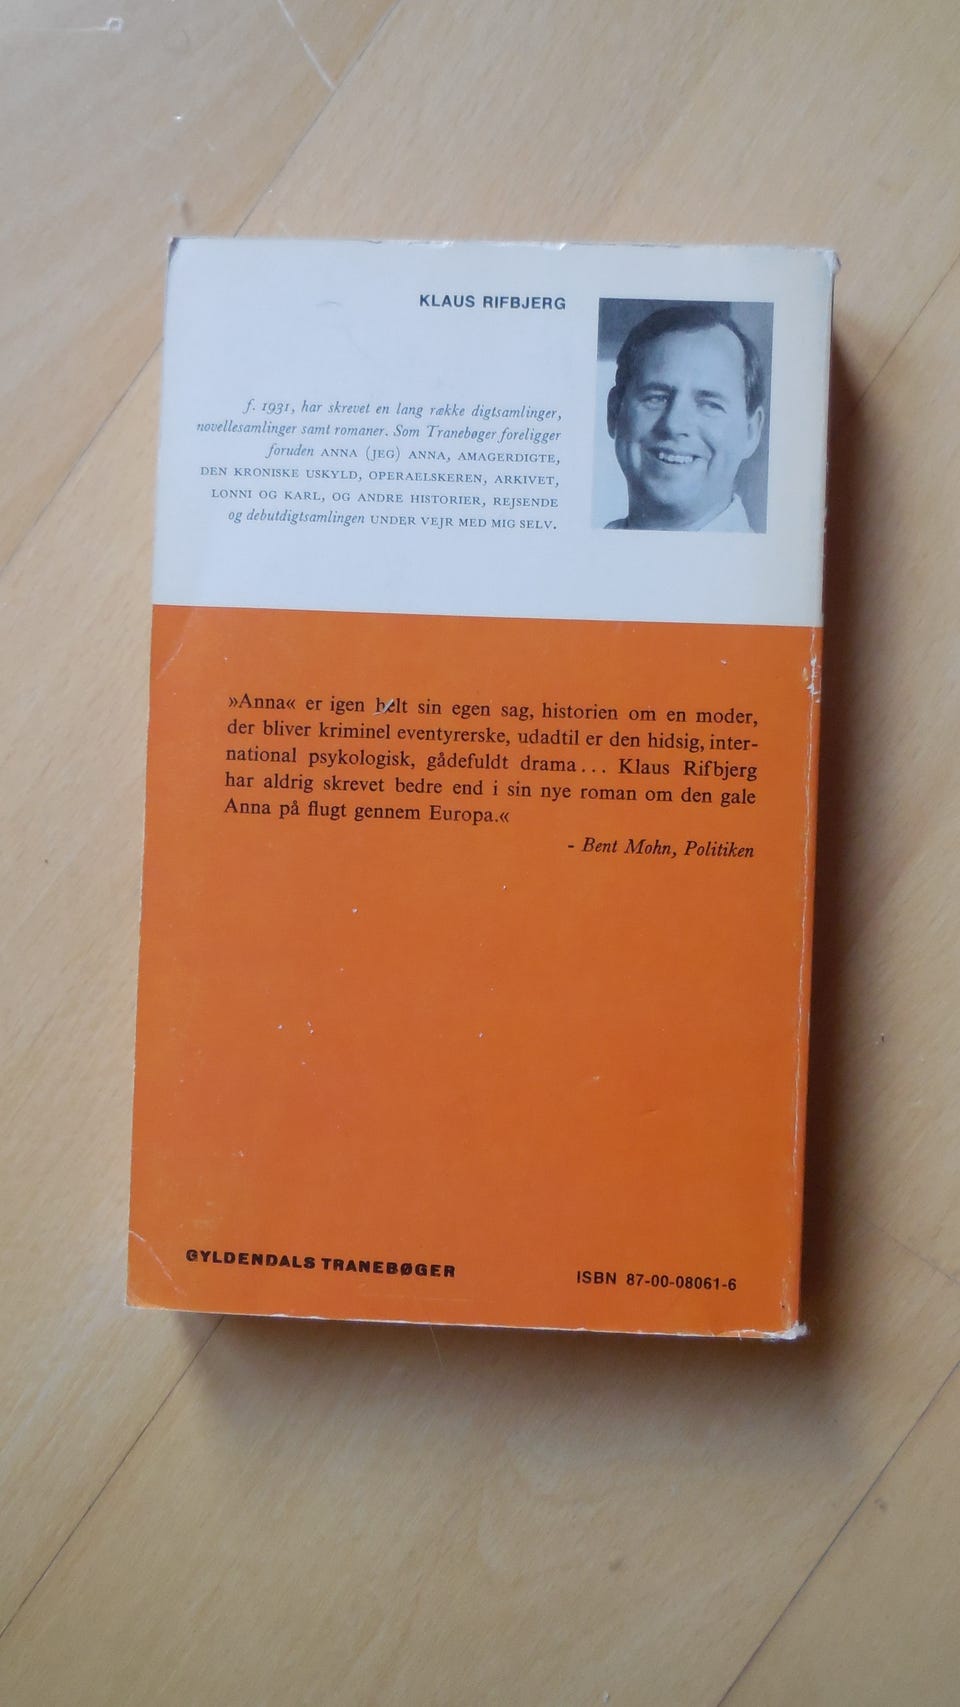 KLAUS RIFBJERG
f. 1931, har skrevet en lang række digtsamlinger,
novellesamlinger samt romaner. Som Tranebøger foreligger
foruden ANNA (JEG) ANNA, AMAGERDIGTE,
DEN KRONISKE USKYLD, OPERAELSKEREN, ARKIVET,
LONNI OG KARL, OG ANDRE HISTORIER, REJSENDE
og debutdigtsamlingen UNDER VEJR MED MIG SELV.
»Anna« er igen helt sin egen sag, historien om en moder,
der bliver kriminel eventyrerske, udadtil er den hidsig, inter-
national psykologisk, gådefuldt drama... Klaus Rifbjerg
har aldrig skrevet bedre end i sin nye roman om den gale
Anna på flugt gennem Europa.«
- Bent Mohn, Politiken
GYLDENDALS TRANEBØGER
ISBN 87-00-08061-6